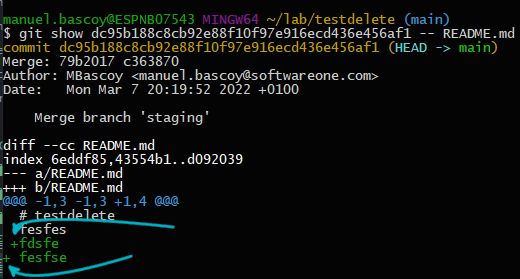 manuel.bascoy@ESPNB07543 MINGW64 ~/lab/testdelete (main)
$ git show dc95b188c8cb92e88f10f97e916ecd436e456af1 -- README.md
commit dc95b188c8cb92e88f10f97e916ecd436e456af1 (HEAD -> main)
Merge: 79b2017 c363870
Author: MBascoy <manuel.bascoy@softwareone.com>
Date:   Mon Mar 7 20:19:52 2022 +0100
    Merge branch 'staging'
diff --cc README.md
index 6eddf85,43554b1..d092039
--- a/README.md
+++ b/README.md
@@@ -1,3 -1,3 +1,4 @@@
  # testdelete
  fesfes
 +fdsfe
+ fesfse